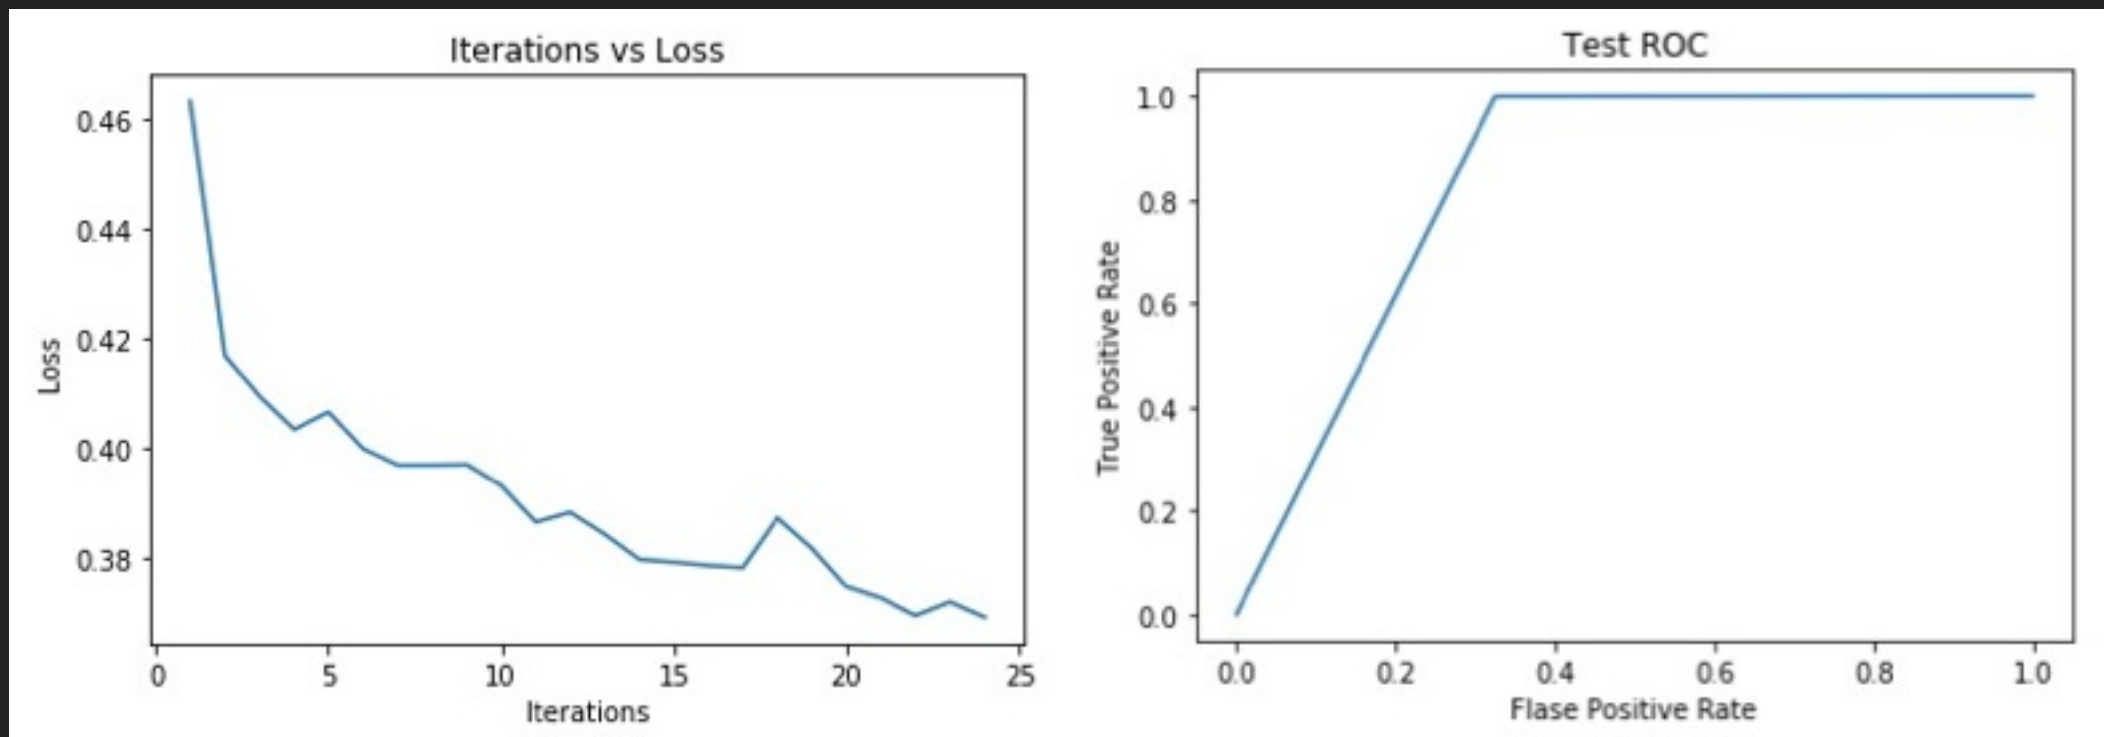 Iterations vs Loss
0.46
0.44
0.42
0.40
0.38
Loss
0 5 10 15 20 25
Iterations
Test ROC
1.0
0.8
0.6
0.4
0.2
0.0
True Positive Rate
0.0 0.2 0.4 0.6 0.8 1.0
Flase Positive Rate